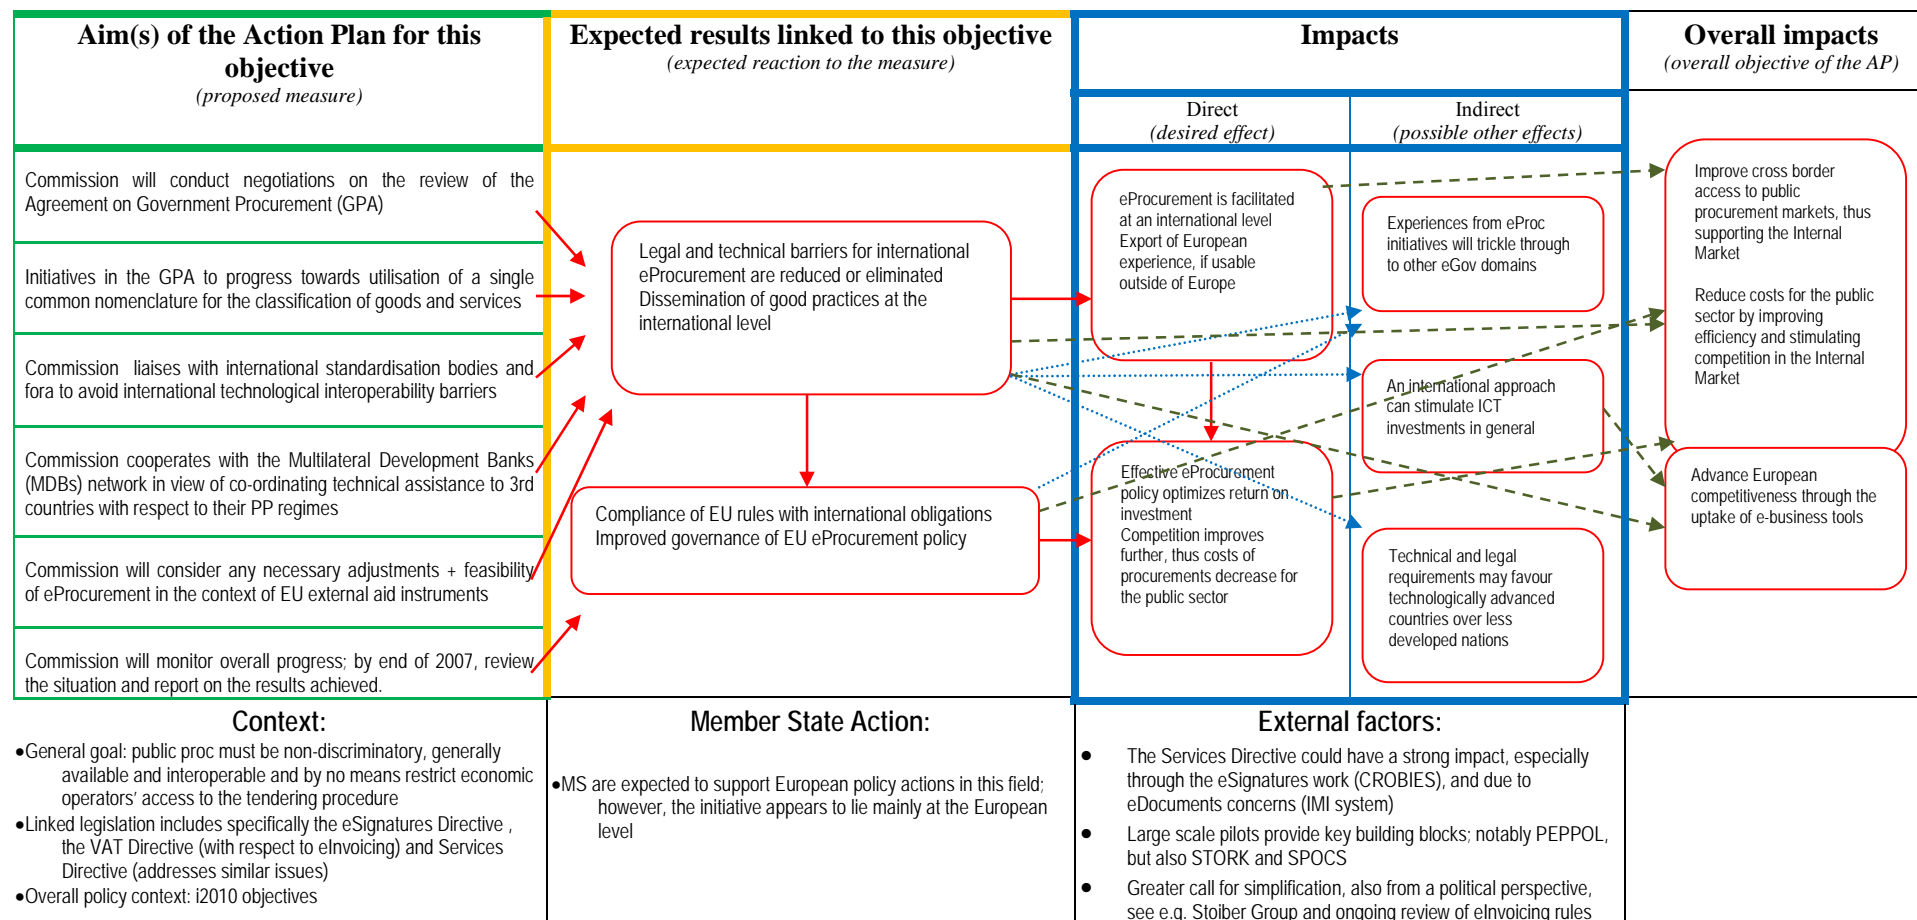 Aim(s) of the Action Plan for this
objective
(proposed measure)
Expected results linked to this objective
(expected reaction to the measure)
Impacts
Overall impacts
(overall objective of the AP)
Direct
(desired effect)
Indirect
(possible other effects)
Commission will conduct negotiations on the review of the
Agreement on Government Procurement (GPA)
Initiatives in the GPA to progress towards utilisation of a single
common nomenclature for the classification of goods and services
Commission liaises with international standardisation bodies and
fora to avoid international technological interoperability barriers
Commission cooperates with the Multilateral Development Banks
(MDBs) network in view of co-ordinating technical assistance to 3rd
countries with respect to their PP regimes
Commission will consider any necessary adjustments + feasibility
of eProcurement in the context of EU external aid instruments
Commission will monitor overall progress; by end of 2007, review
the situation and report on the results achieved.
Legal and technical barriers for international
eProcurement are reduced or eliminated
Dissemination of good practices at the
international level
Compliance of EU rules with international obligations
Improved governance of EU eProcurement policy
eProcurement is facilitated
at an international level
Export of European
experience, if usable
outside of Europe
Effective eProcurement
policy optimizes return on
investment
Competition improves
further, thus costs of
procurements decrease for
the public sector
Experiences from eProc
initiatives will trickle through
to other eGov domains
An international approach
can stimulate ICT
investments in general
Technical and legal
requirements may favour
technologically advanced
countries over less
developed nations
Improve cross border
access to public
procurement markets, thus
supporting the Internal
Market
Reduce costs for the public
sector by improving
efficiency and stimulating
competition in the Internal
Market
Advance European
competitiveness through the
uptake of e-business tools
Context:
•General goal: public proc must be non-discriminatory, generally
available and interoperable and by no means restrict economic
operators' access to the tendering procedure
•Linked legislation includes specifically the eSignatures Directive ,
the VAT Directive (with respect to eInvoicing) and Services
Directive (addresses similar issues)
•Overall policy context: i2010 objectives
Member State Action:
•MS are expected to support European policy actions in this field;
however, the initiative appears to lie mainly at the European
level
External factors:
• The Services Directive could have a strong impact, especially
through the eSignatures work (CROBIES), and due to
eDocuments concerns (IMI system)
• Large scale pilots provide key building blocks; notably PEPPOL,
but also STORK and SPOCS
• Greater call for simplification, also from a political perspective,
see e.g. Stoiber Group and ongoing review of eInvoicing rules